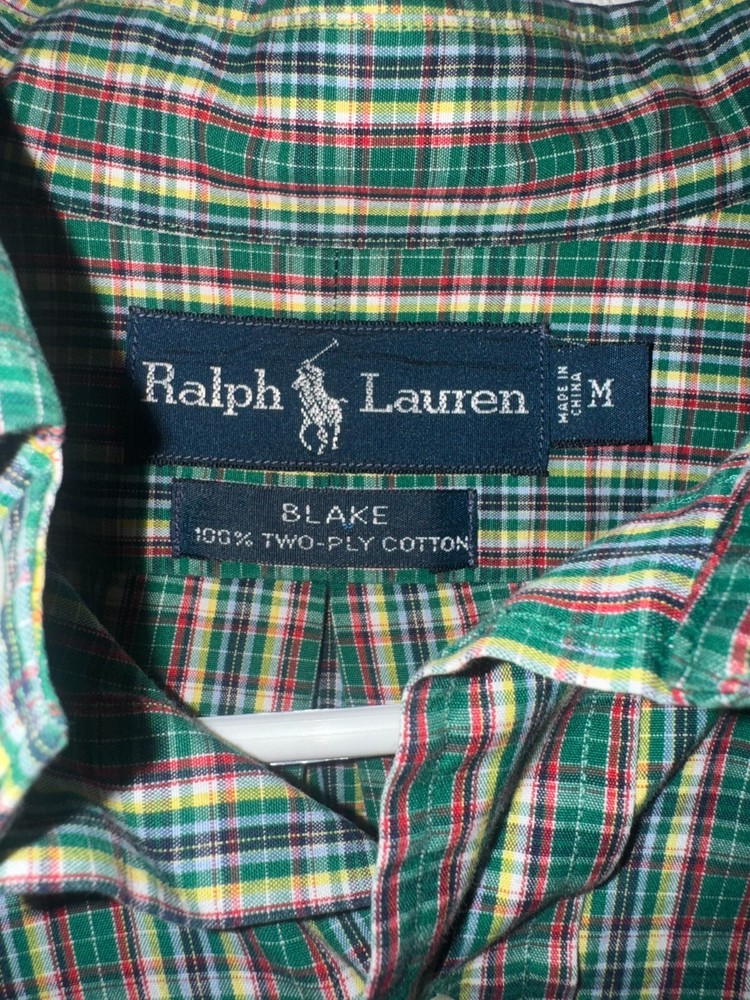 Ralph Lauren
MADE IN
CHINA
M
BLAKE
100% TWO-PLY COTTON